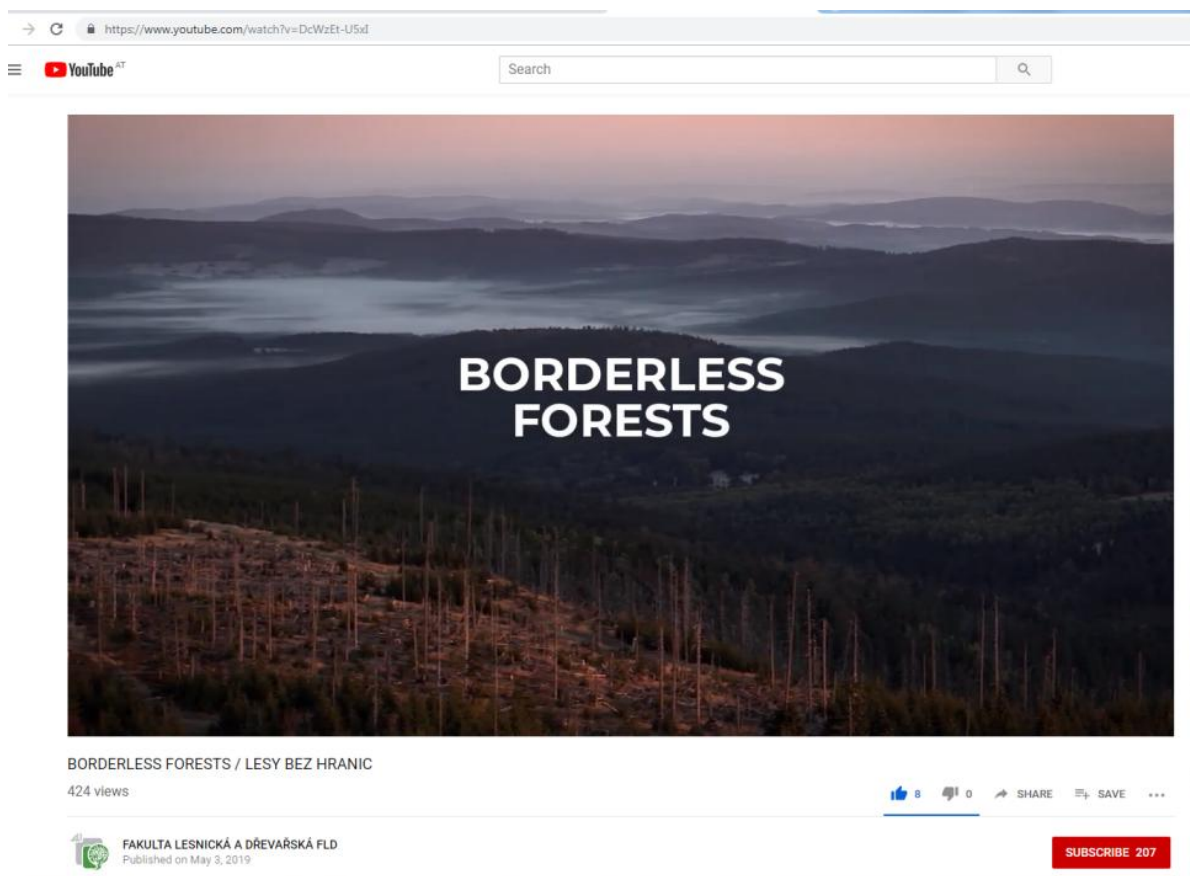 https://www.youtube.com/watch?v=DcWzEt-U5xI
YouTube AT
Search
BORDERLESS
FORESTS
BORDERLESS FORESTS / LESY BEZ HRANIC
424 views
8 0 SHARE SAVE ...
FAKULTA LESNICKÁ A DŘEVAŘSKÁ FLD
Published on May 3, 2019
SUBSCRIBE 207